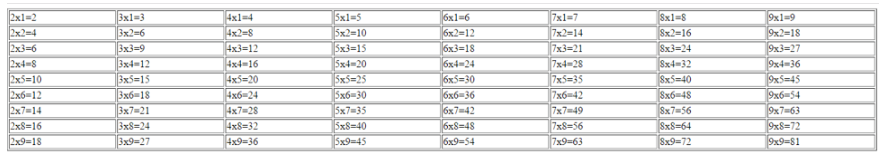 2x1=2 3x1=3 4x1=4 5x1=5 6x1=6 7x1=7 8x1=8 9x1=9
2x2=4 3x2=6 4x2=8 5x2=10 6x2=12 7x2=14 8x2=16 9x2=18
2x3=6 3x3=9 4x3=12 5x3=15 6x3=18 7x3=21 8x3=24 9x3=27
2x4=8 3x4=12 4x4=16 5x4=20 6x4=24 7x4=28 8x4=32 9x4=36
2x5=10 3x5=15 4x5=20 5x5=25 6x5=30 7x5=35 8x5=40 9x5=45
2x6=12 3x6=18 4x6=24 5x6=30 6x6=36 7x6=42 8x6=48 9x6=54
2x7=14 3x7=21 4x7=28 5x7=35 6x7=42 7x7=49 8x7=56 9x7=63
2x8=16 3x8=24 4x8=32 5x8=40 6x8=48 7x8=56 8x8=64 9x8=72
2x9=18 3x9=27 4x9=36 5x9=45 6x9=54 7x9=63 8x9=72 9x9=81